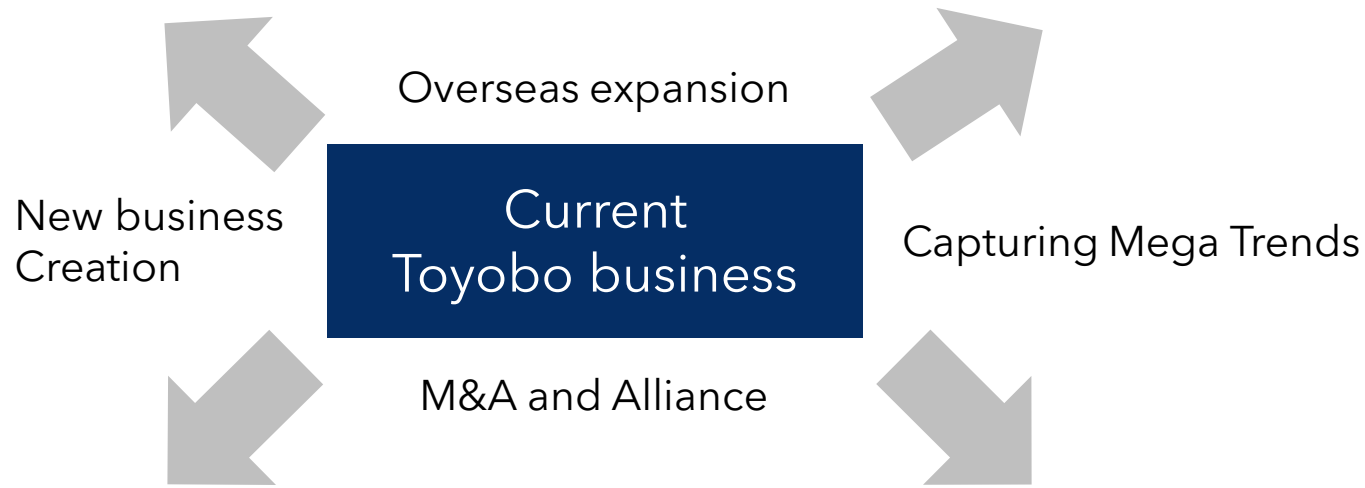 Overseas expansion
New business
Creation
Current
Toyobo business
Capturing Mega Trends
M&A and Alliance